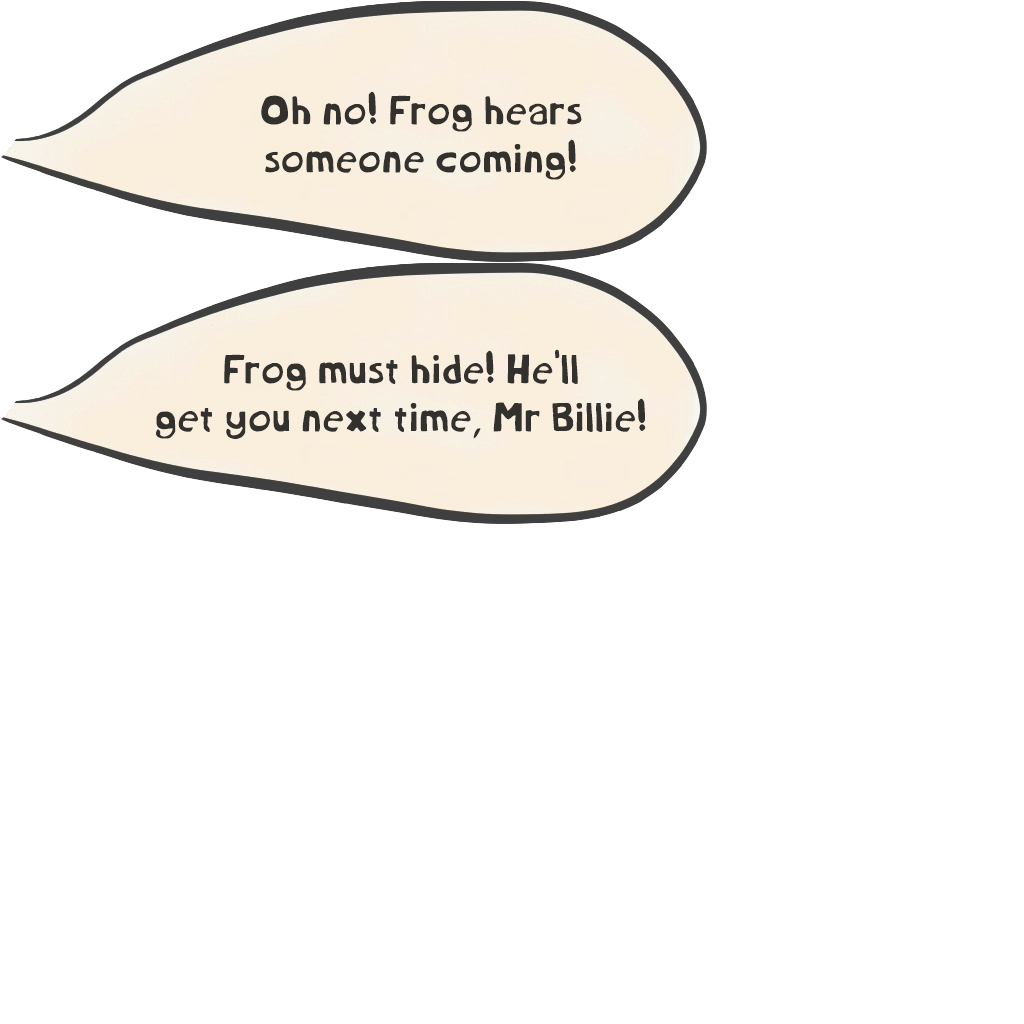 Oh no! Frog hears
someone coming!
Frog must hide! He'll
get you next time, Mr Billie!